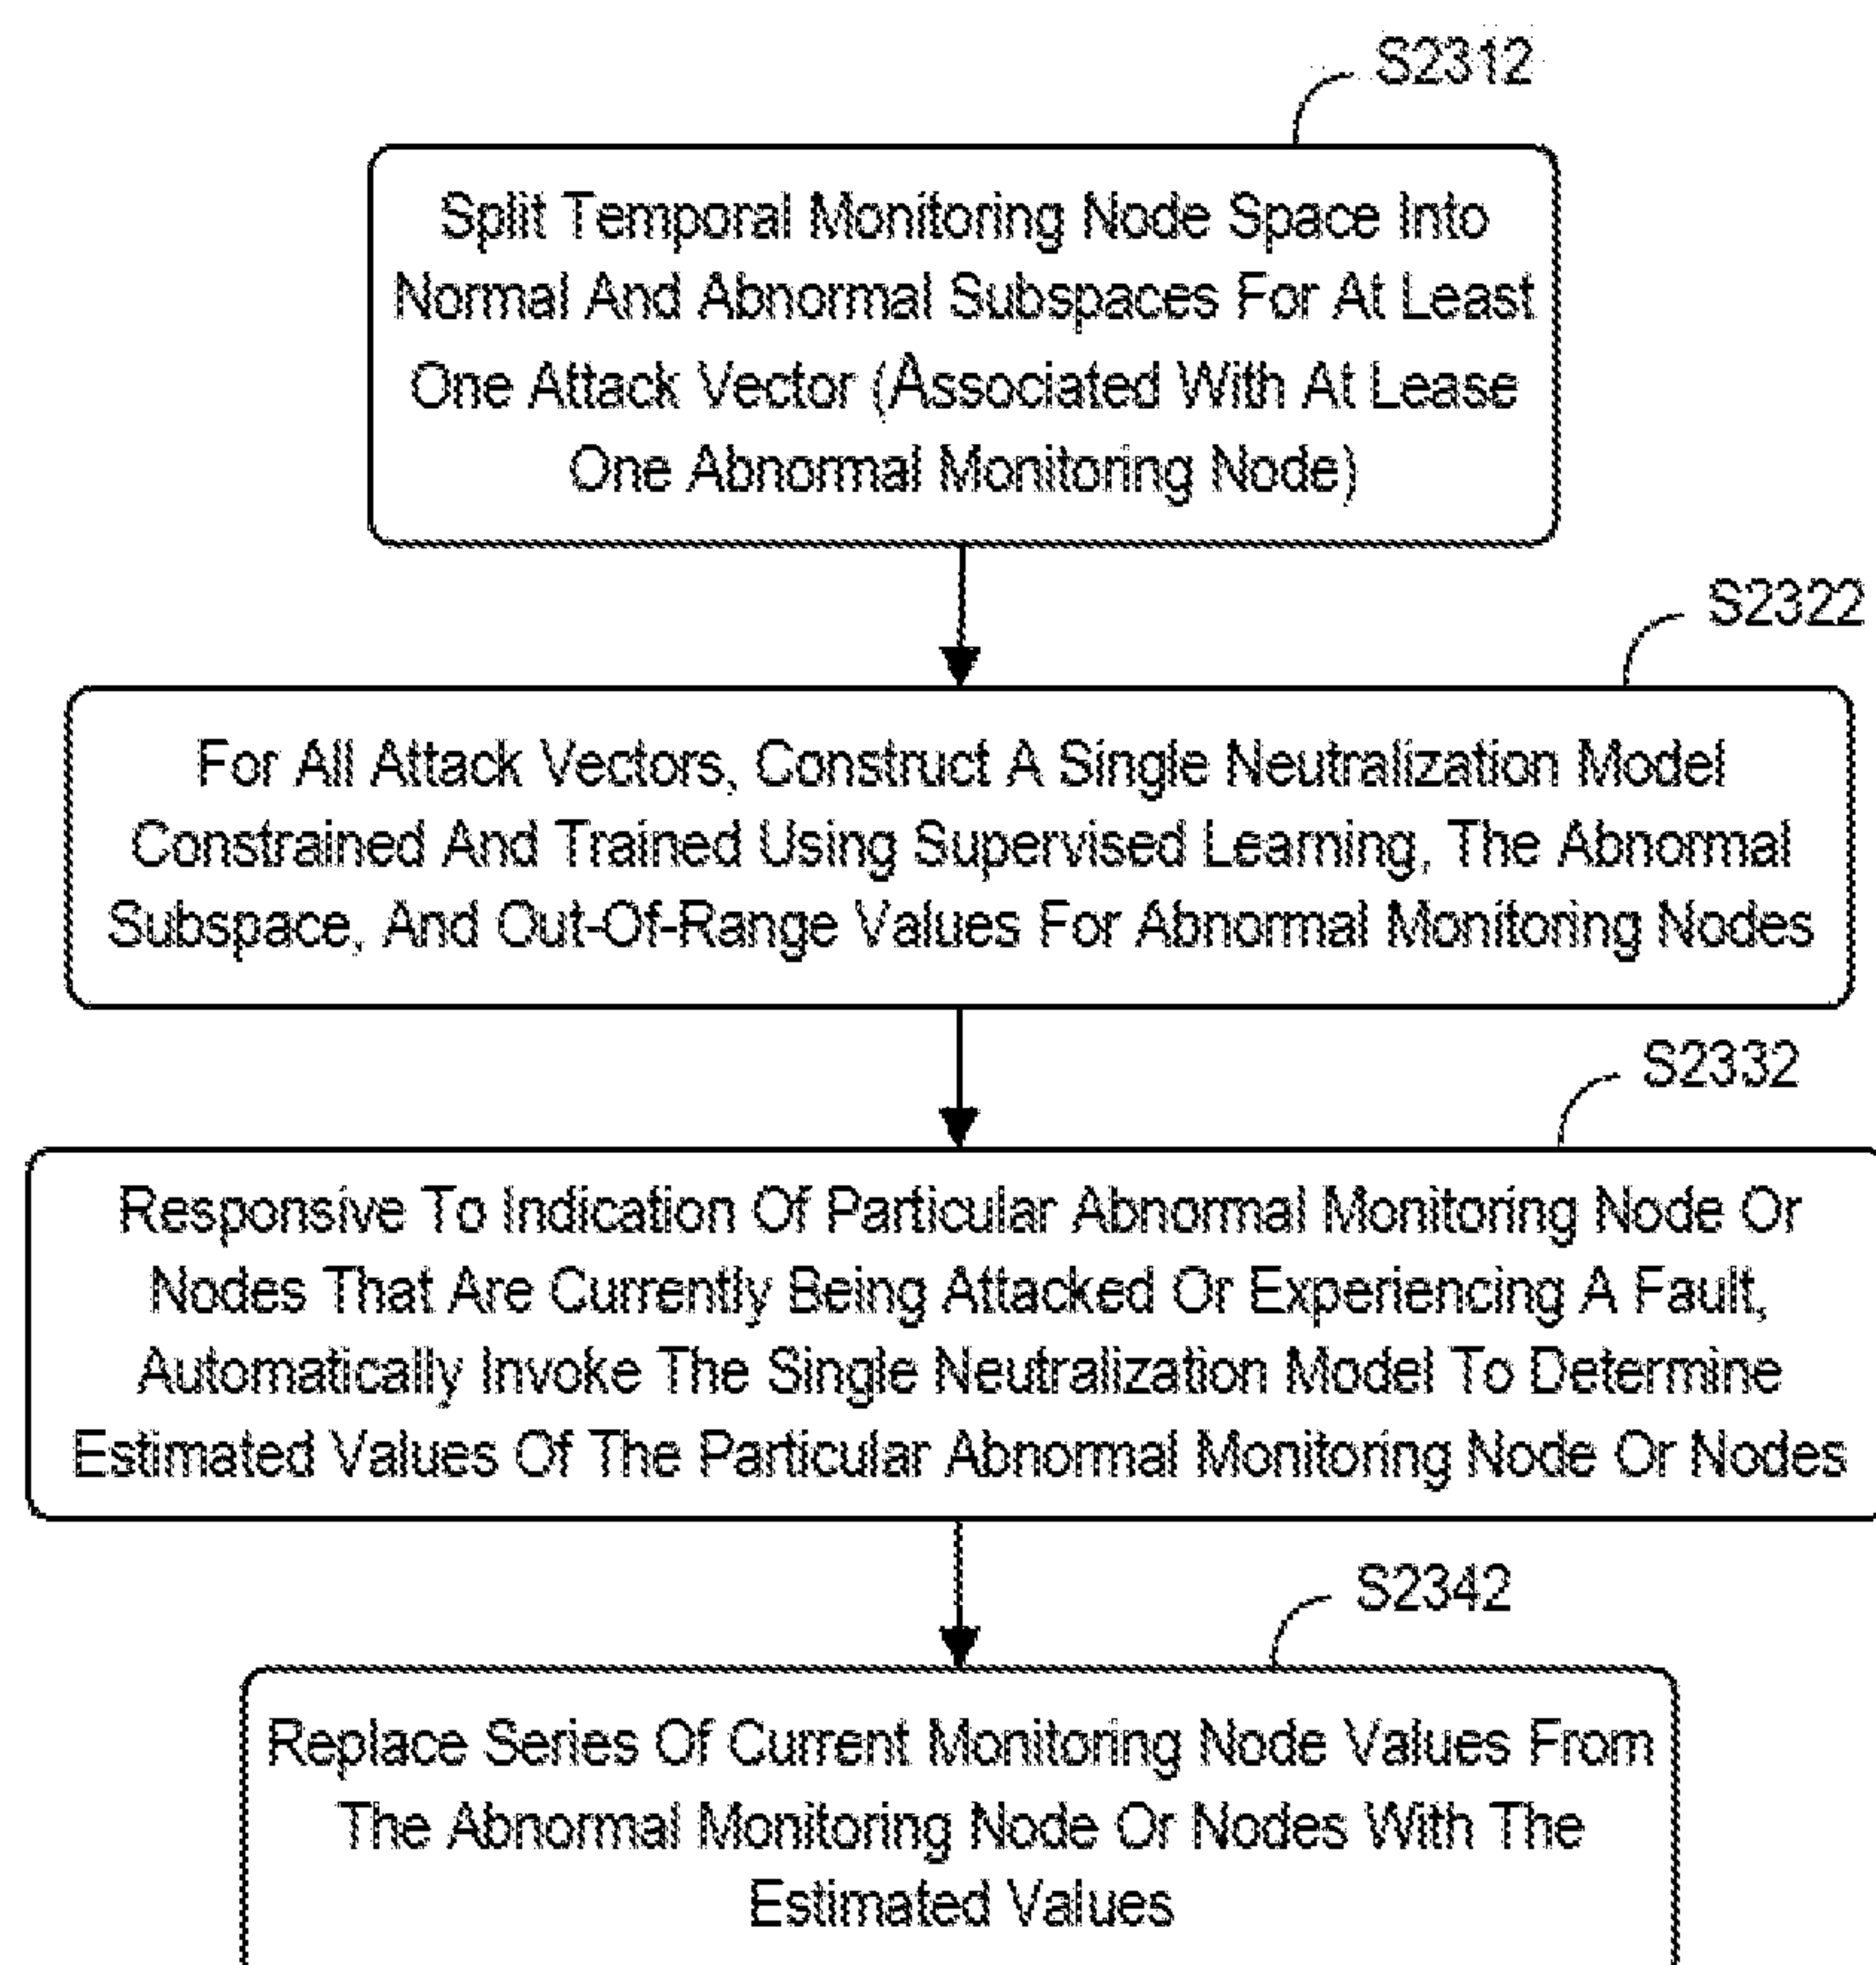 S2312
Split Temporal Monitoring Node Space Into
Normal And Abnormal Subspaces For At Least
One Attack Vector (Associated With At Lease
One Abnormal Monitoring Node)
S2322
For All Attack Vectors, Construct A Single Neutralization Model
Constrained And Trained Using Supervised Learning, The Abnormal
Subspace, And Out-Of-Range Values For Abnormal Monitoring Nodes
S2332
Responsive To Indication Of Particular Abnormal Monitoring Node Or
Nodes That Are Currently Being Attacked Or Experiencing A Fault,
Automatically Invoke The Single Neutralization Model To Determine
Estimated Values Of The Particular Abnormal Monitoring Node Or Nodes
S2342
Replace Series Of Current Monitoring Node Values From
The Abnormal Monitoring Node Or Nodes With The
Estimated Values